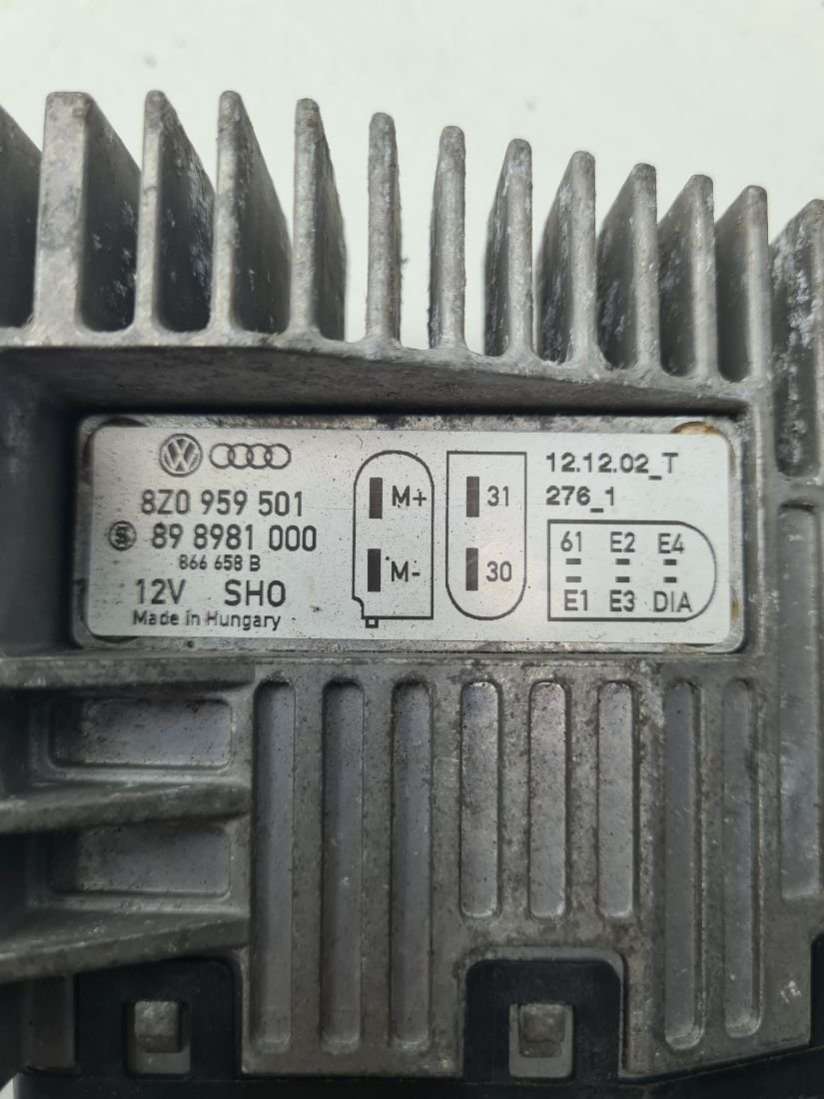 8Z0 959 501
89 8981 000
866 658 B
12V SHO
Made in Hungary
M+
M-
31
30
12.12.02_T
276_1
61 E2 E4
E1 E3 DIA